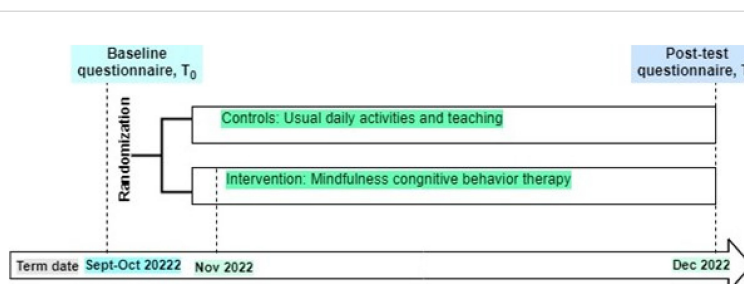 Baseline
questionnaire, T0
Post-test
questionnaire,
Randomization
Controls: Usual daily activities and teaching
Intervention: Mindfulness congnitive behavior therapy
Term date Sept-Oct 20222 Nov 2022 Dec 2022